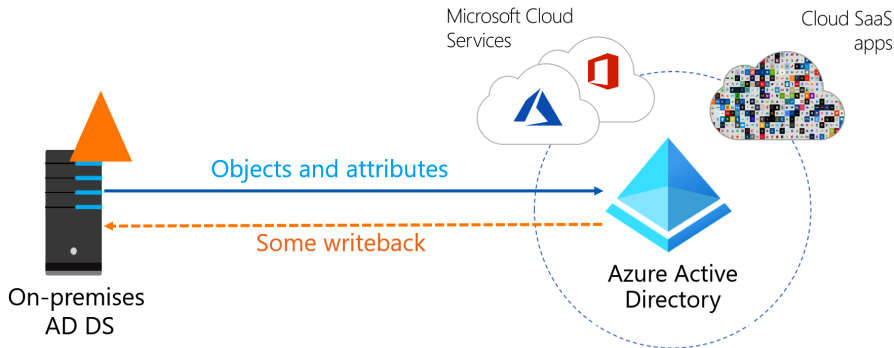 Microsoft Cloud
Services
Cloud SaaS
apps
Objects and attributes
Some writeback
On-premises
AD DS
Azure Active
Directory